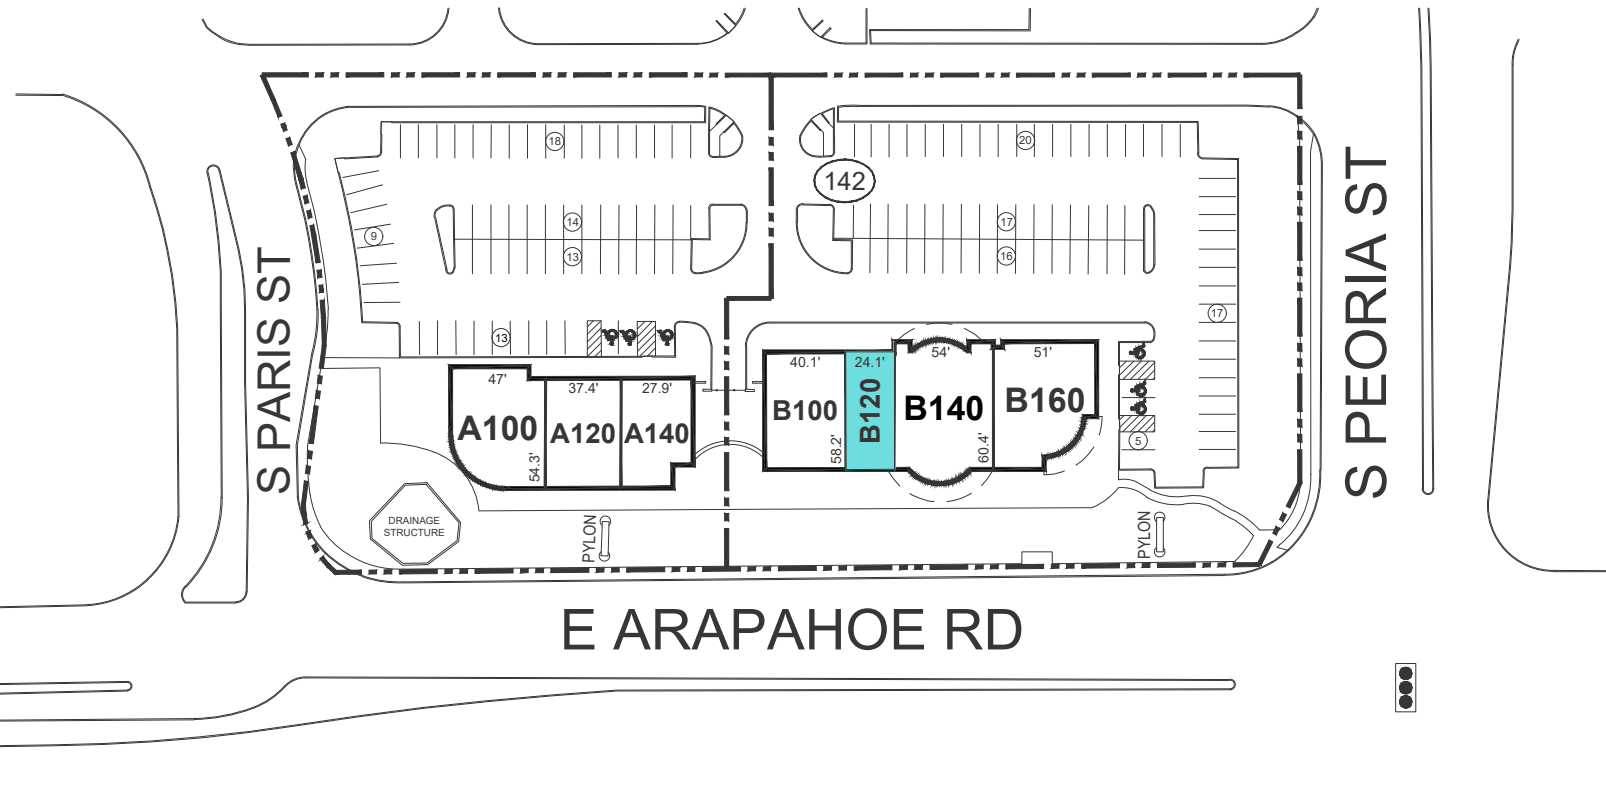 18
20
142
14
17
9
13
16
17
13
5
S PARIS ST
S PEORIA ST
47'
37.4'
27.9'
40.1'
24.1'
54'
51'
A100
A120
A140
B100
B120
B140
B160
54.3'
58.2'
60.4'
DRAINAGE
STRUCTURE
PYLON
PYLON
E ARAPAHOE RD